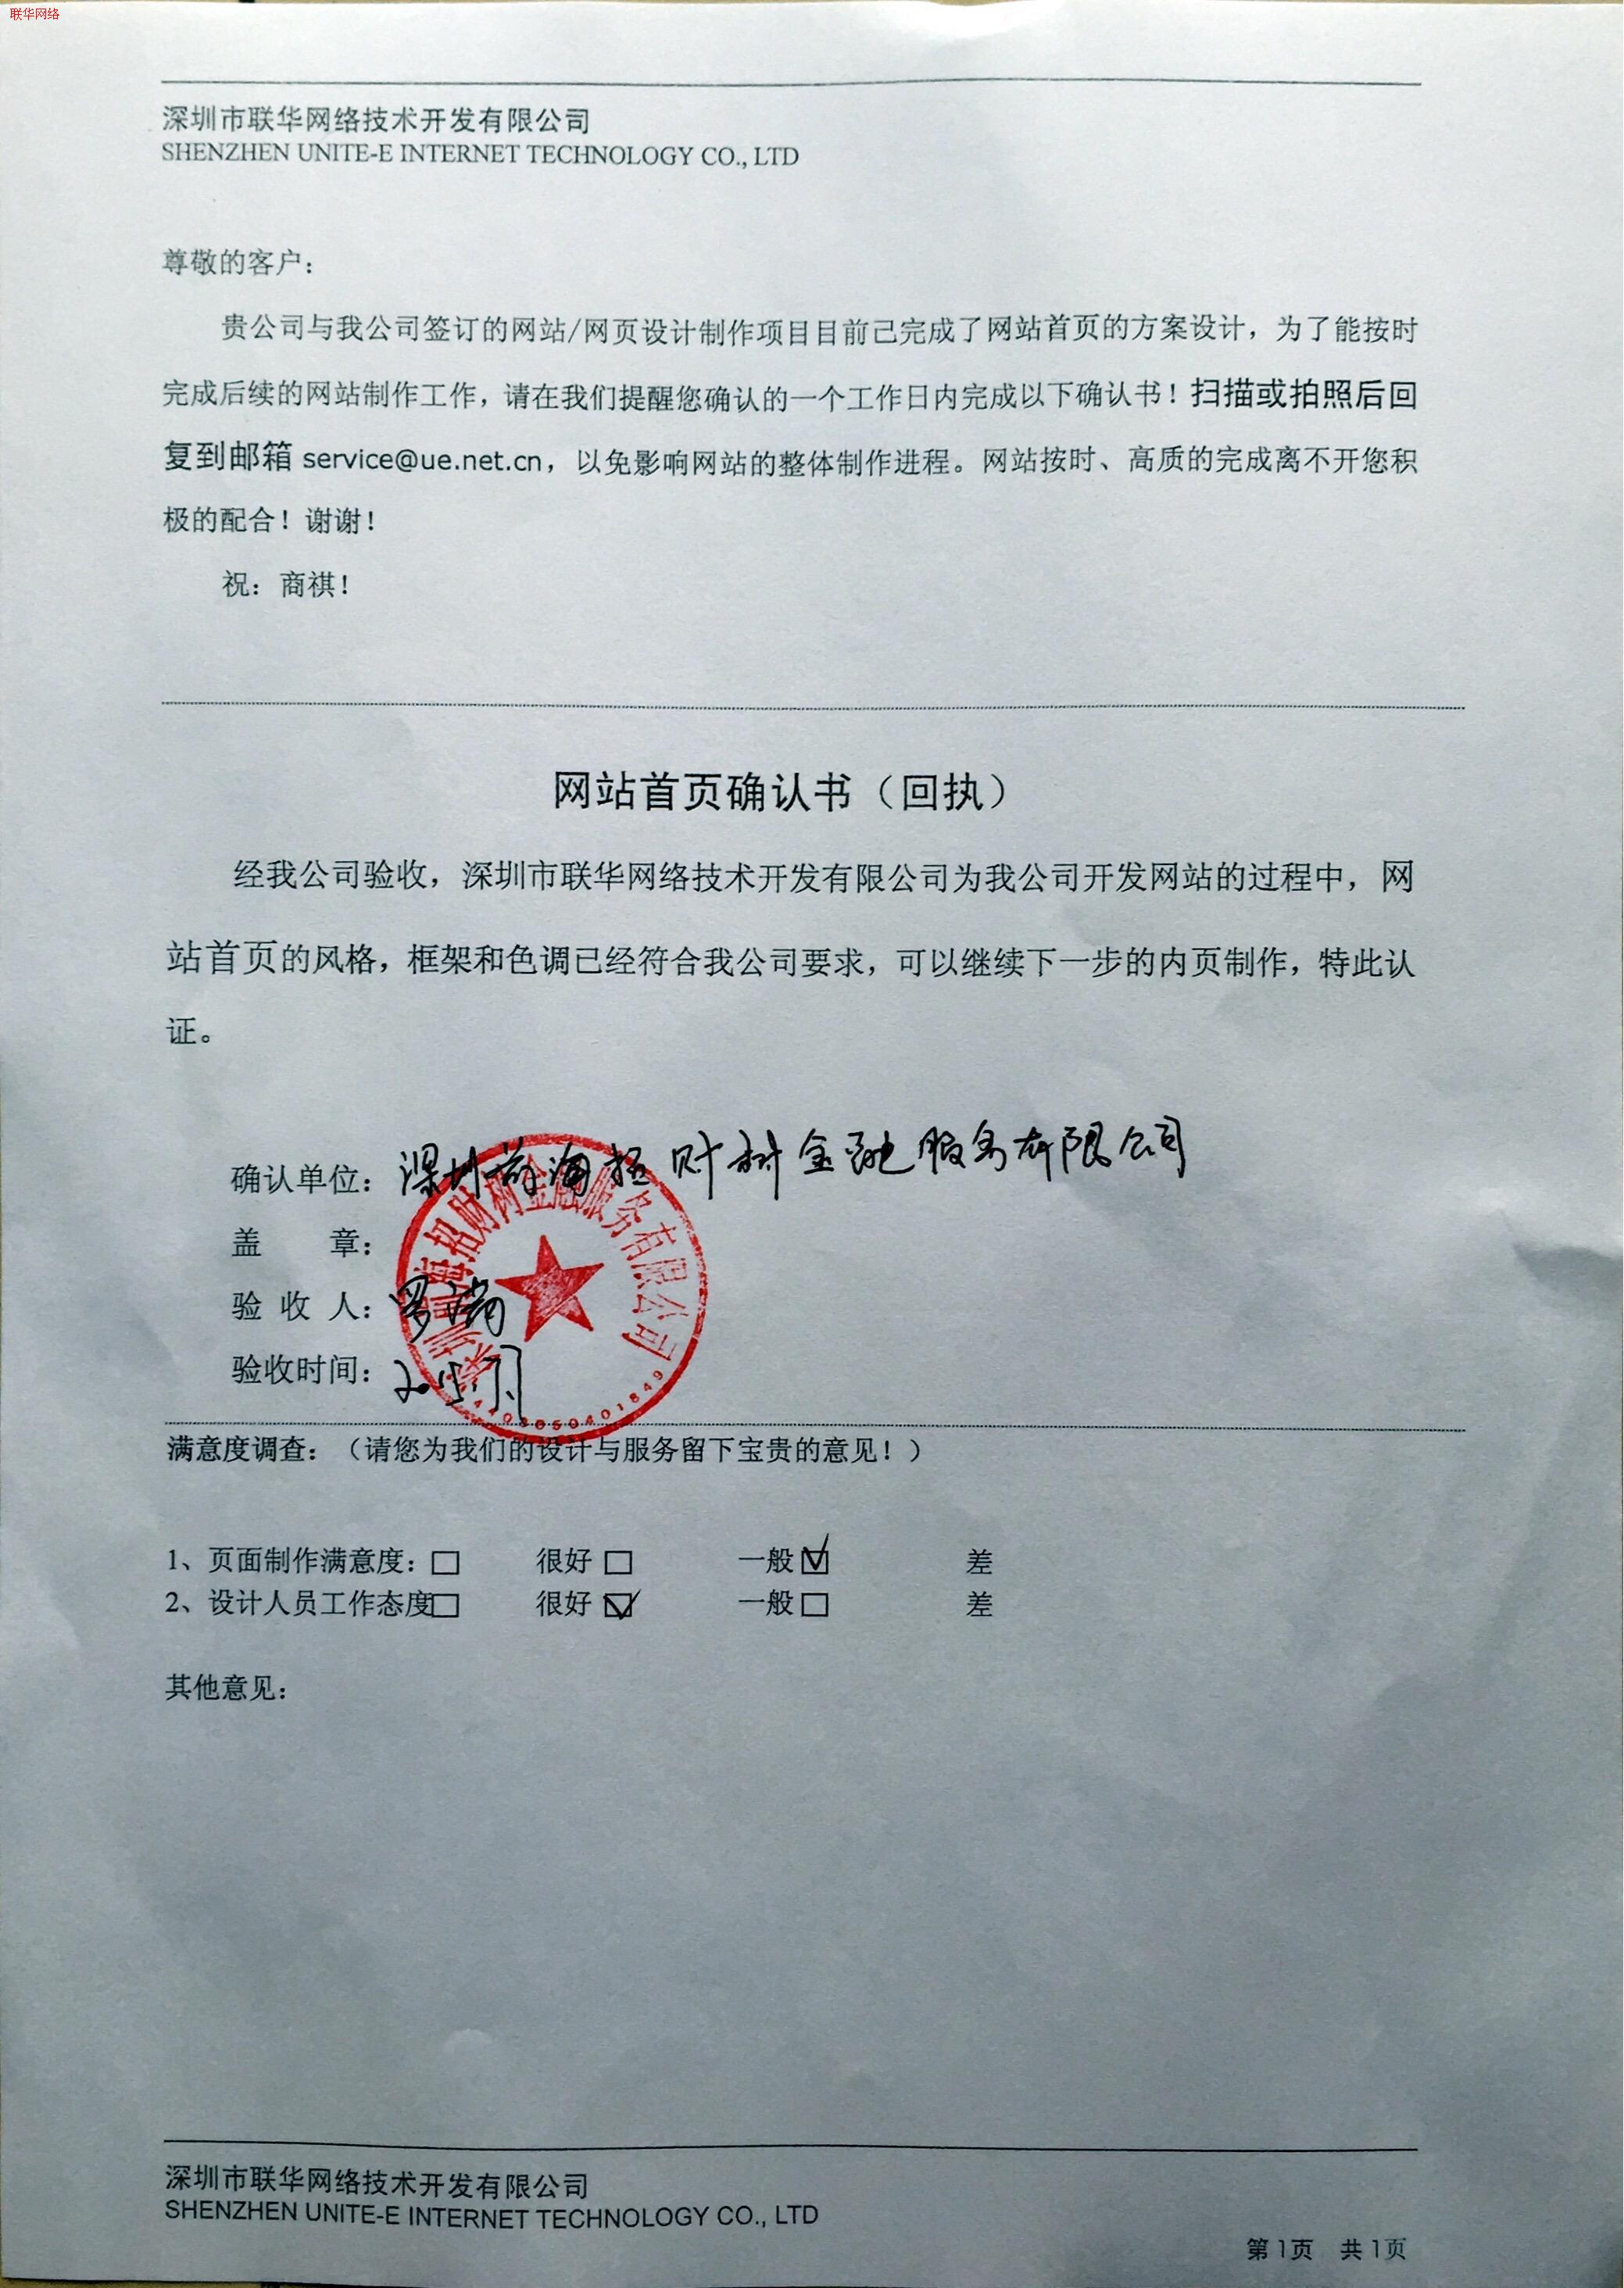 联华网络
深圳市联华网络技术开发有限公司
SHENZHEN UNITE-E INTERNET TECHNOLOGY CO., LTD
尊敬的客户：
贵公司与我公司签订的网站/网页设计制作项目目前已完成了网站首页的方案设计，为了能按时
完成后续的网站制作工作，请在我们提醒您确认的一个工作日内完成以下确认书！扫描或拍照后回
复到邮箱 service@ue.net.cn，以免影响网站的整体制作进程。网站按时、高质的完成离不开您积
极的配合！谢谢！
祝：商祺！
网站首页确认书（回执）
经我公司验收，深圳市联华网络技术开发有限公司为我公司开发网站的过程中，网
站首页的风格，框架和色调已经符合我公司要求，可以继续下一步的内页制作，特此认
证。
确认单位：深圳前海招财树金融服务有限公司
盖 章：
深圳前海招财树金融服务有限公司
验 收 人：
验收时间：
满意度调查：（请您为我们的设计与服务留下宝贵的意见！）
1、页面制作满意度：□ 很好 □ 一般 ☑ 差
2、设计人员工作态度□ 很好 ☑ 一般 □ 差
其他意见：
深圳市联华网络技术开发有限公司
SHENZHEN UNITE-E INTERNET TECHNOLOGY CO., LTD
第 1页 共 1页